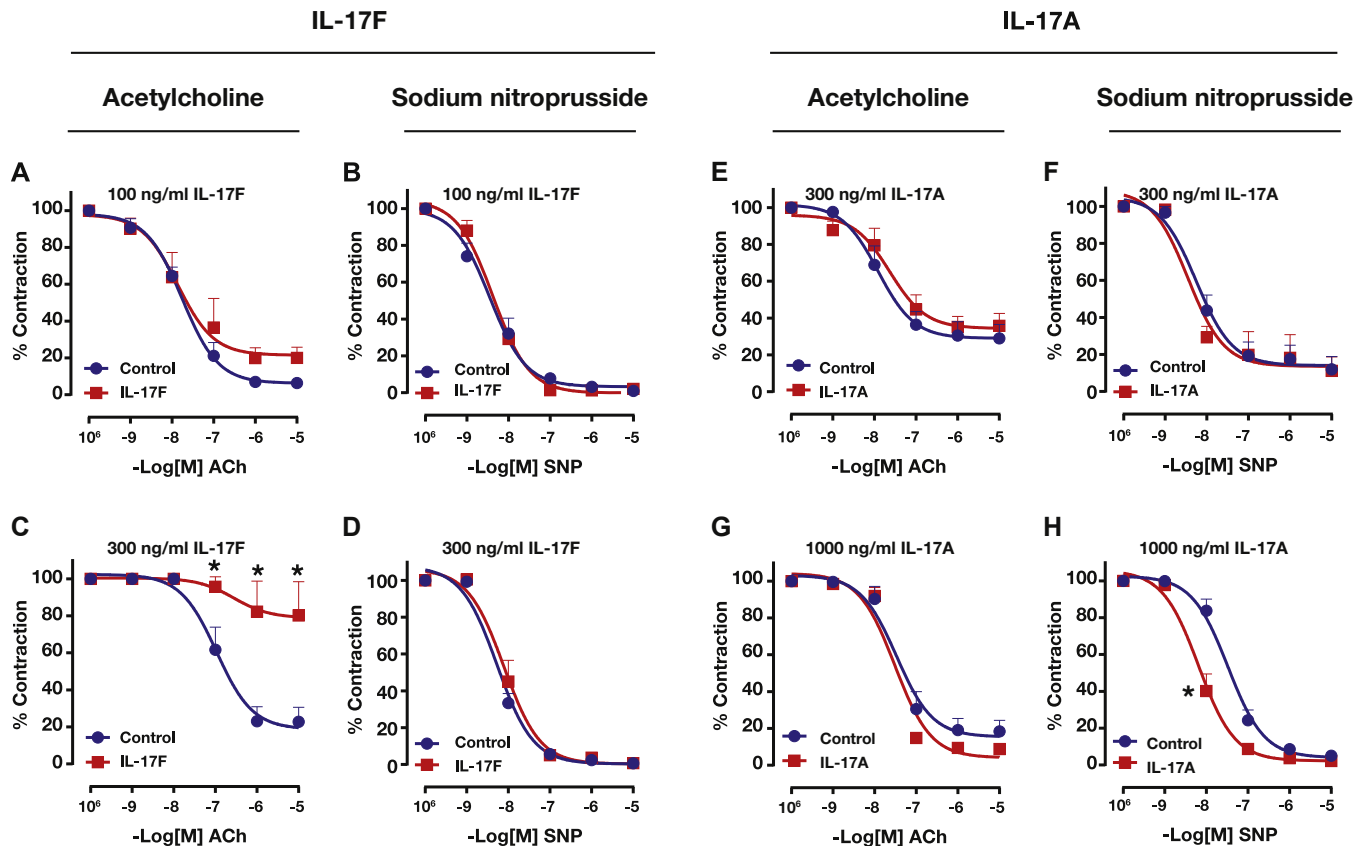 IL-17F
IL-17A
Acetylcholine
Sodium nitroprusside
Acetylcholine
Sodium nitroprusside
A
100 ng/ml IL-17F
% Contraction
100
80
60
40
20
0
Control
IL-17F
10⁶ -9 -8 -7 -6 -5
-Log[M] ACh
B
100 ng/ml IL-17F
% Contraction
100
80
60
40
20
0
Control
IL-17F
10⁶ -9 -8 -7 -6 -5
-Log[M] SNP
E
300 ng/ml IL-17A
% Contraction
100
80
60
40
20
0
Control
IL-17A
10⁶ -9 -8 -7 -6 -5
-Log[M] ACh
F
300 ng/ml IL-17A
% Contraction
100
80
60
40
20
0
Control
IL-17A
10⁶ -9 -8 -7 -6 -5
-Log[M] SNP
C
300 ng/ml IL-17F
% Contraction
100
80
60
40
20
0
* * *
Control
IL-17F
10⁶ -9 -8 -7 -6 -5
-Log[M] ACh
D
300 ng/ml IL-17F
% Contraction
100
80
60
40
20
0
Control
IL-17F
10⁶ -9 -8 -7 -6 -5
-Log[M] SNP
G
1000 ng/ml IL-17A
% Contraction
100
80
60
40
20
0
Control
IL-17A
10⁶ -9 -8 -7 -6 -5
-Log[M] ACh
H
1000 ng/ml IL-17A
% Contraction
100
80
60
40
20
0
*
Control
IL-17A
10⁶ -9 -8 -7 -6 -5
-Log[M] SNP